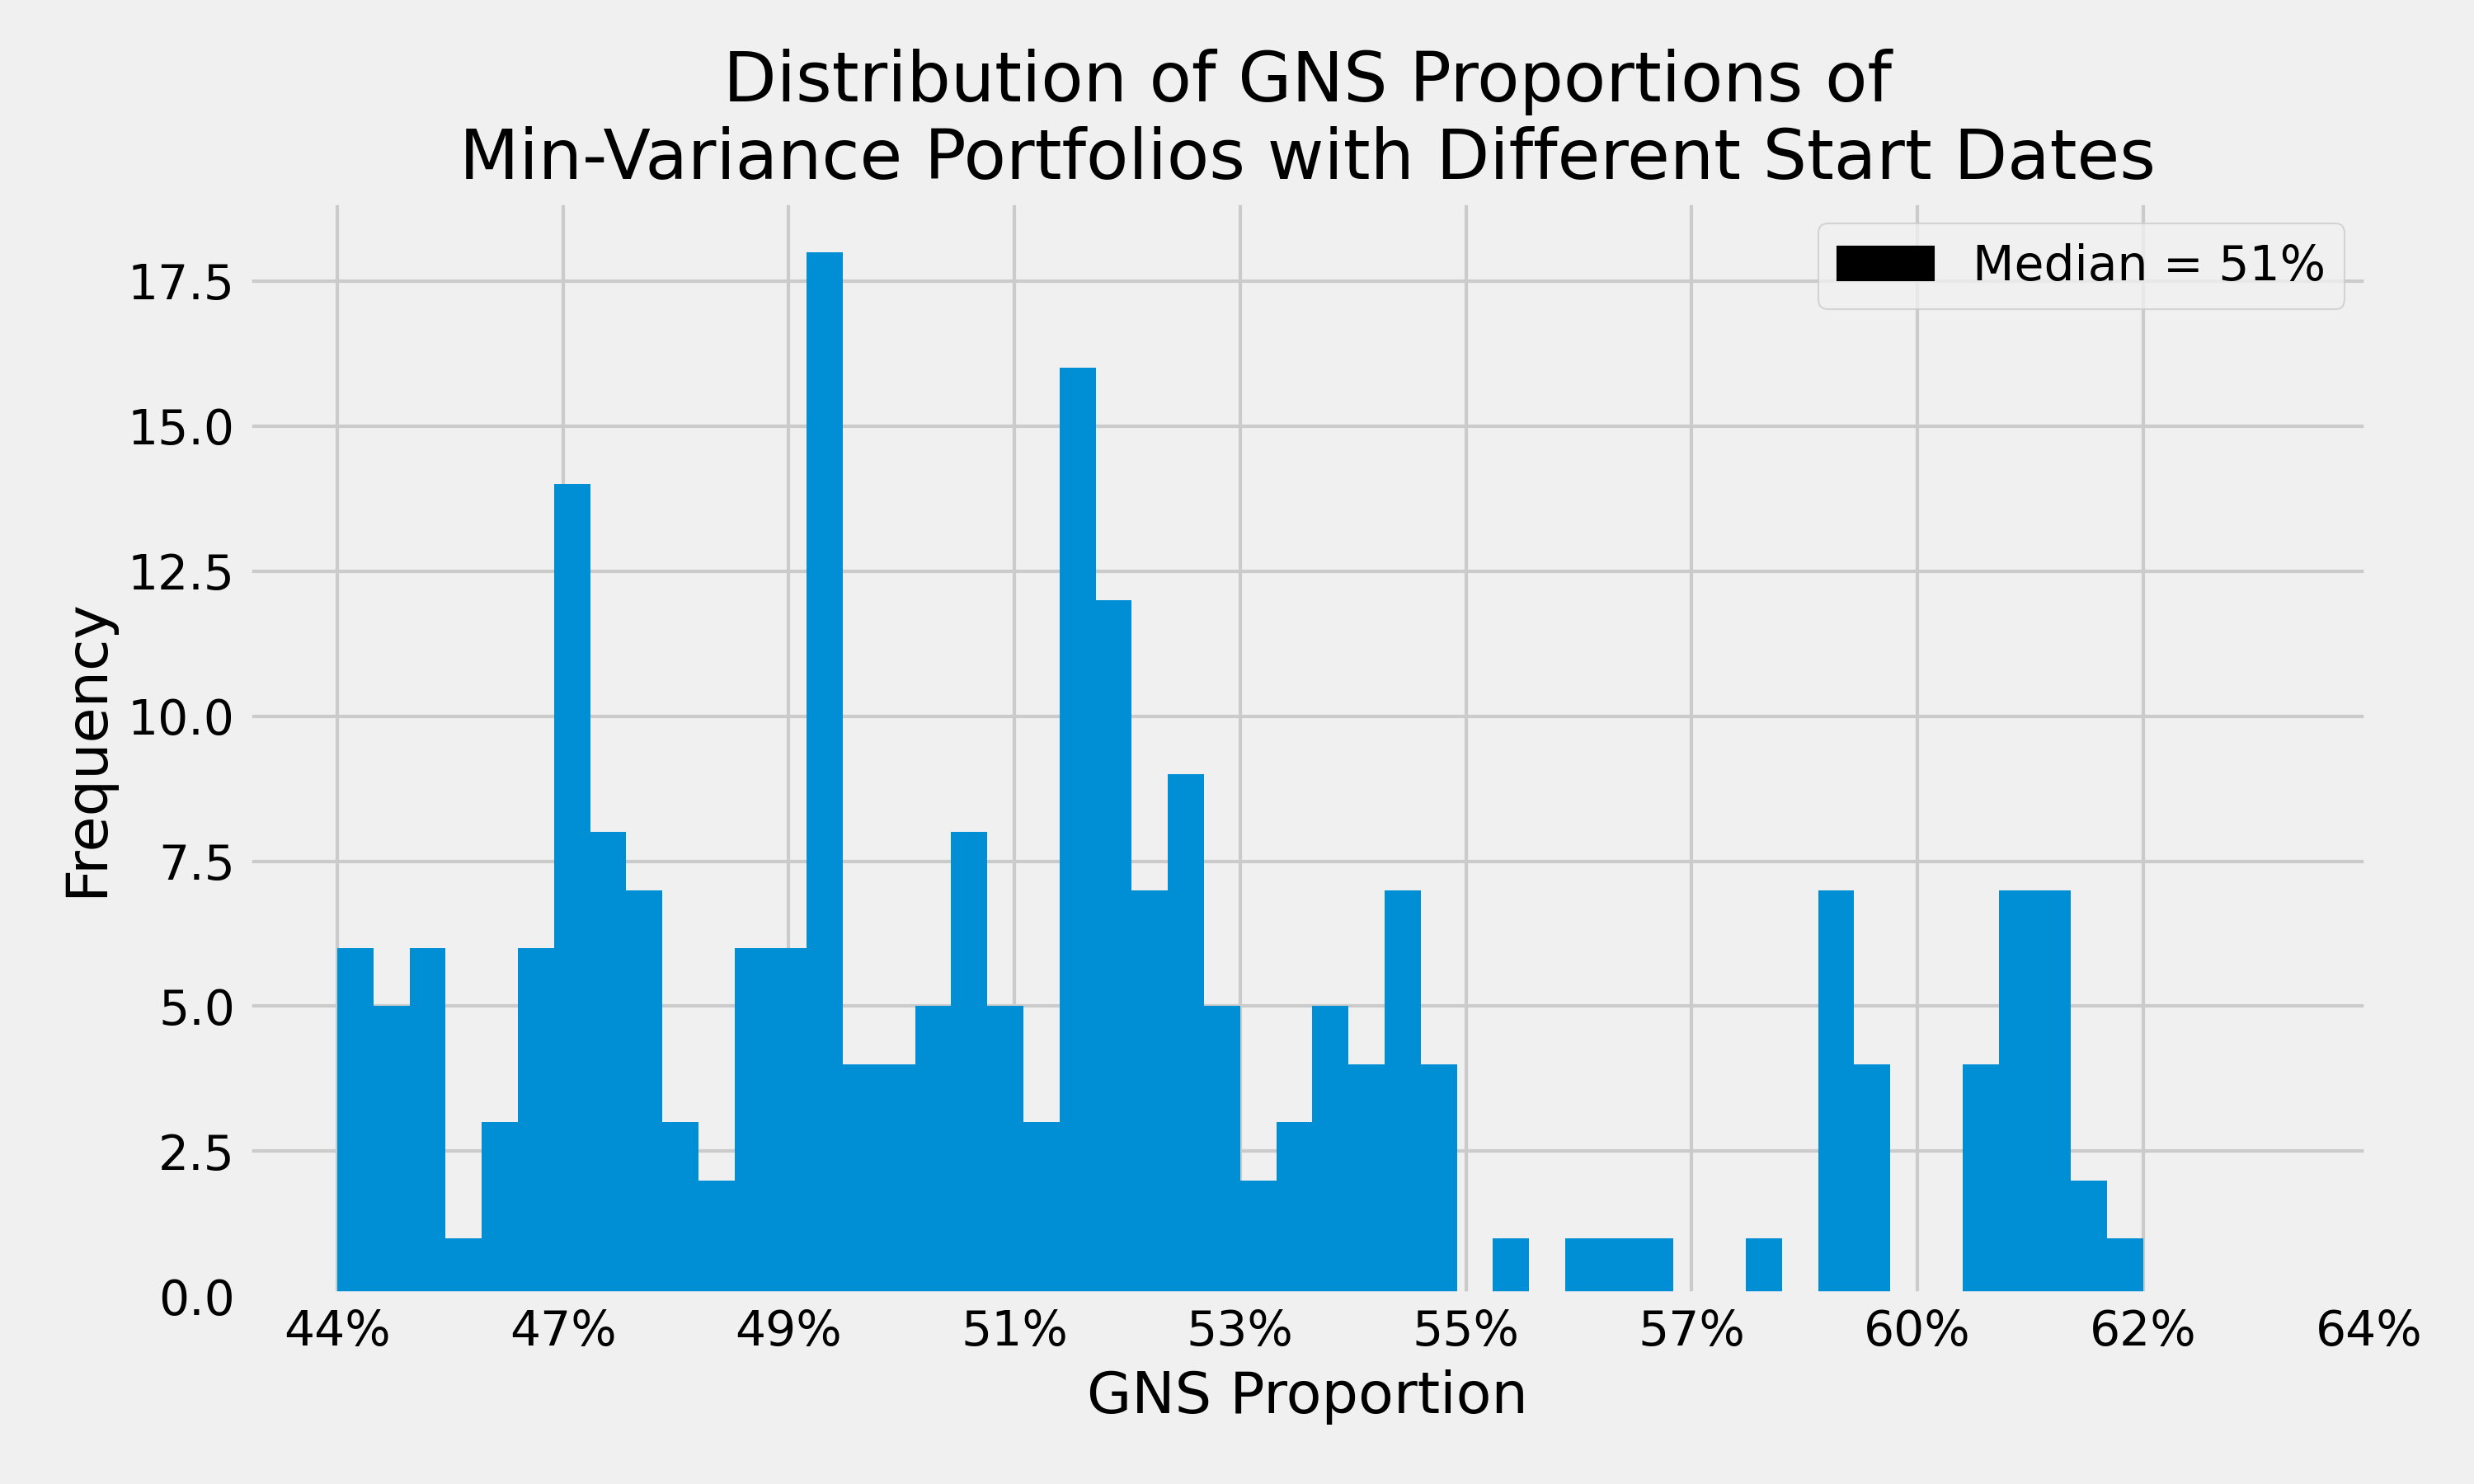 Distribution of GNS Proportions of
Min-Variance Portfolios with Different Start Dates
Median = 51%
17.5
15.0
12.5
10.0
7.5
5.0
2.5
0.0
Frequency
44% 47% 49% 51% 53% 55% 57% 60% 62% 64%
GNS Proportion